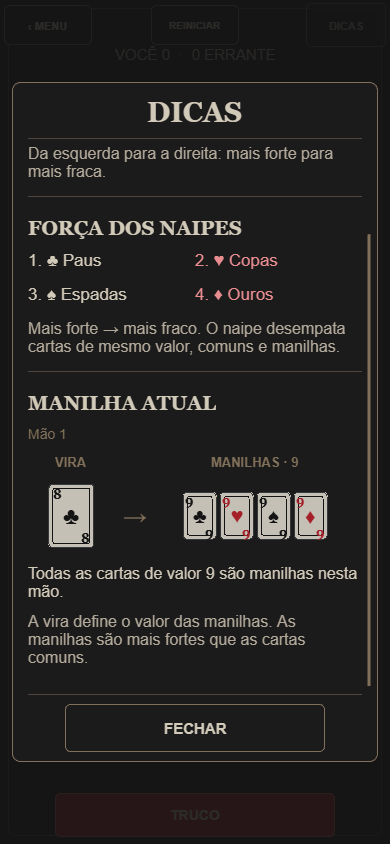 ‹ MENU
REINICIAR
DICAS
VOCÊ 0 · 0 ERRANTE
DICAS
Da esquerda para a direita: mais forte para
mais fraca.
FORÇA DOS NAIPES
1. ♣ Paus
2. ♥ Copas
3. ♠ Espadas
4. ♦ Ouros
Mais forte → mais fraco. O naipe desempata
cartas de mesmo valor, comuns e manilhas.
MANILHA ATUAL
Mão 1
VIRA
MANILHAS · 9
8 ♣ 8
→
9 ♣ 9
9 ♥ 9
9 ♠ 9
9 ♦ 9
Todas as cartas de valor 9 são manilhas nesta
mão.
A vira define o valor das manilhas. As
manilhas são mais fortes que as cartas
comuns.
FECHAR
TRUCO